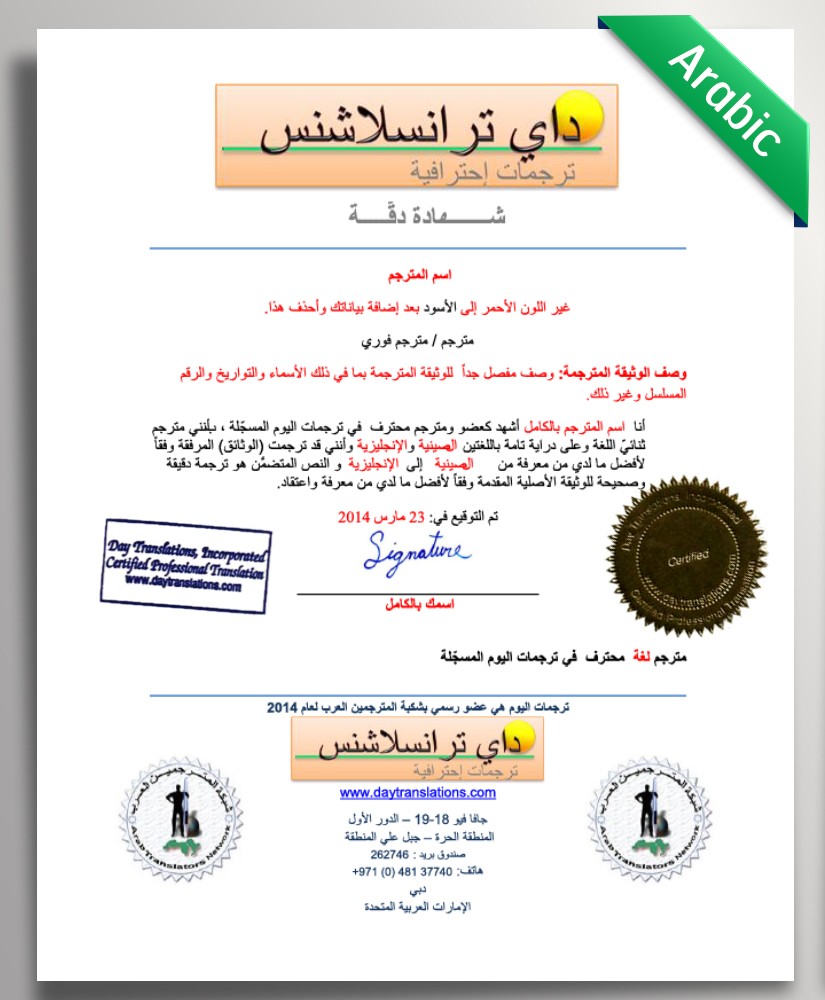 Arabic
داي ترانسلاشنس
ترجمات إحترافية
شـــــهادة دقَّـــــة
اسم المترجم
غير اللون الأحمر إلى الأسود بعد إضافة بياناتك وأحذف هذا.
مترجم / مترجم فوري
وصف الوثيقة المترجمة: وصف مفصل جداً للوثيقة المترجمة بما في ذلك الأسماء والتواريخ والرقم
المسلسل وغير ذلك.
أنا اسم المترجم بالكامل أشهد كعضو ومترجم محترف في ترجمات اليوم المسجّلة ، بأنني مترجم
ثنائيّ اللغة وعلى دراية تامة باللغتين الصينية والإنجليزية وأنني قد ترجمت (الوثائق) المرفقة وفقاً
لأفضل ما لدي من معرفة من الصينية إلى الإنجليزية و النص المتضمَّن هو ترجمة دقيقة
وصحيحة للوثيقة الأصلية المقدمة وفقاً لأفضل ما لدي من معرفة واعتقاد.
تم التوقيع في: 23 مارس 2014
Signature
اسمك بالكامل
Day Translations, Incorporated
Certified Professional Translation
www.daytranslations.com
Day Translations Incorporated
Certified
www.daytranslations.com
Certified Professional Translation
مترجم لغة محترف في ترجمات اليوم المسجّلة
ترجمات اليوم هي عضو رسمي بشكبة المترجمين العرب لعام 2014
داي ترانسلاشنس
ترجمات إحترافية
www.daytranslations.com
جافا فيو 18-19 – الدور الأول
المنطقة الحرة – جبل علي المنطقة
صندوق بريد : 262746
هاتف: 37740 481 (0) 971+
دبي
الإمارات العربية المتحدة
شبكة المترجمين العرب
Arab Translators Network
شبكة المترجمين العرب
Arab Translators Network